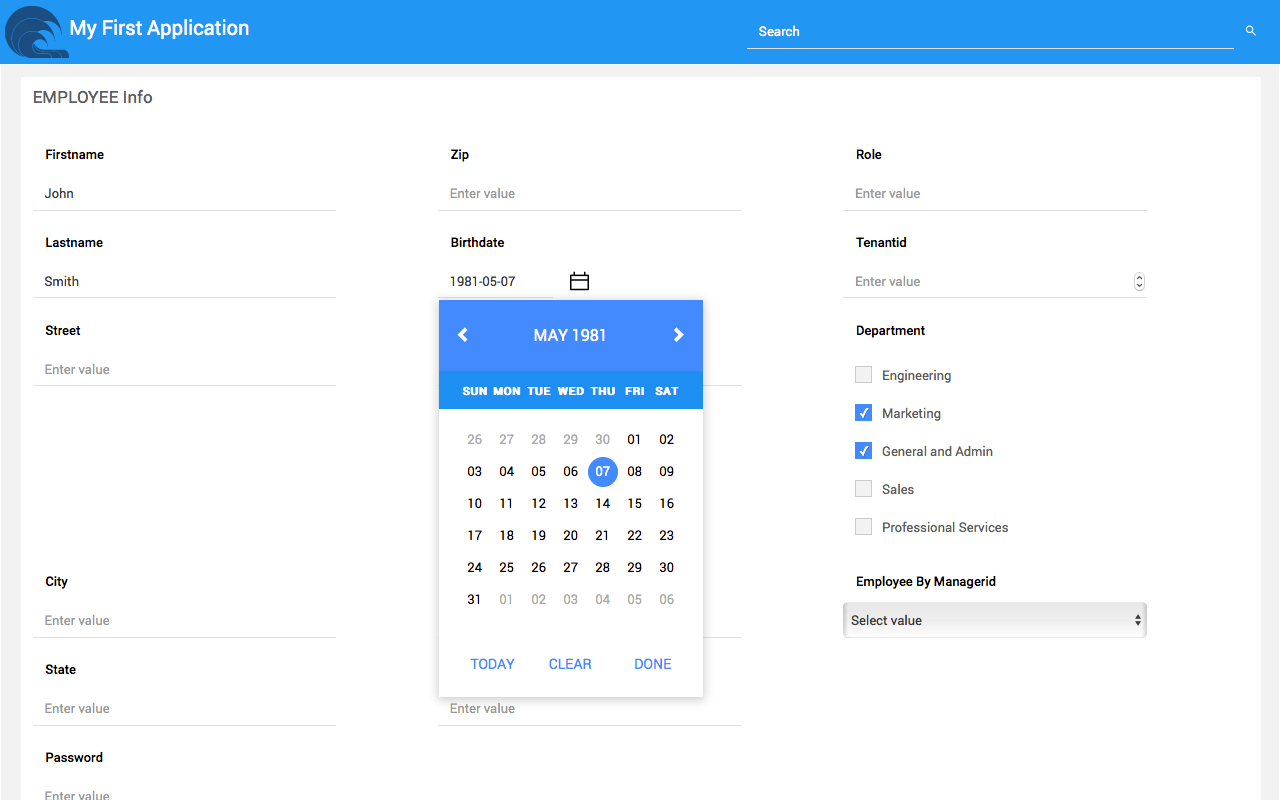 My First Application
Search
EMPLOYEE Info
Firstname
Zip
Role
John
Enter value
Enter value
Lastname
Birthdate
Tenantid
Smith
1981-05-07
Enter value
Street
Enter value
MAY 1981
SUN MON TUE WED THU FRI SAT
26 27 28 29 30 01 02
03 04 05 06 07 08 09
10 11 12 13 14 15 16
17 18 19 20 21 22 23
24 25 26 27 28 29 30
31 01 02 03 04 05 06
TODAY CLEAR DONE
Enter value
Department
Engineering
Marketing
General and Admin
Sales
Professional Services
City
Enter value
Employee By Managerid
Select value
State
Enter value
Password
Enter value